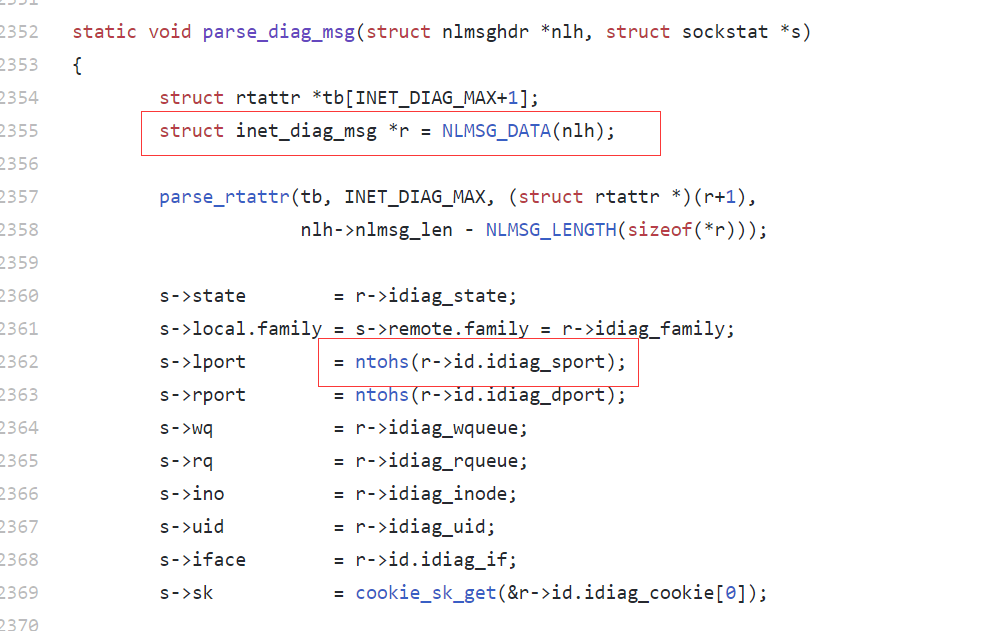 2351
2352 static void parse_diag_msg(struct nlmsghdr *nlh, struct sockstat *s)
2353 {
2354 struct rtattr *tb[INET_DIAG_MAX+1];
2355 struct inet_diag_msg *r = NLMSG_DATA(nlh);
2356
2357 parse_rtattr(tb, INET_DIAG_MAX, (struct rtattr *)(r+1),
2358 nlh->nlmsg_len - NLMSG_LENGTH(sizeof(*r)));
2359
2360 s->state = r->idiag_state;
2361 s->local.family = s->remote.family = r->idiag_family;
2362 s->lport = ntohs(r->id.idiag_sport);
2363 s->rport = ntohs(r->id.idiag_dport);
2364 s->wq = r->idiag_wqueue;
2365 s->rq = r->idiag_rqueue;
2366 s->ino = r->idiag_inode;
2367 s->uid = r->idiag_uid;
2368 s->iface = r->id.idiag_if;
2369 s->sk = cookie_sk_get(&r->id.idiag_cookie[0]);
2370